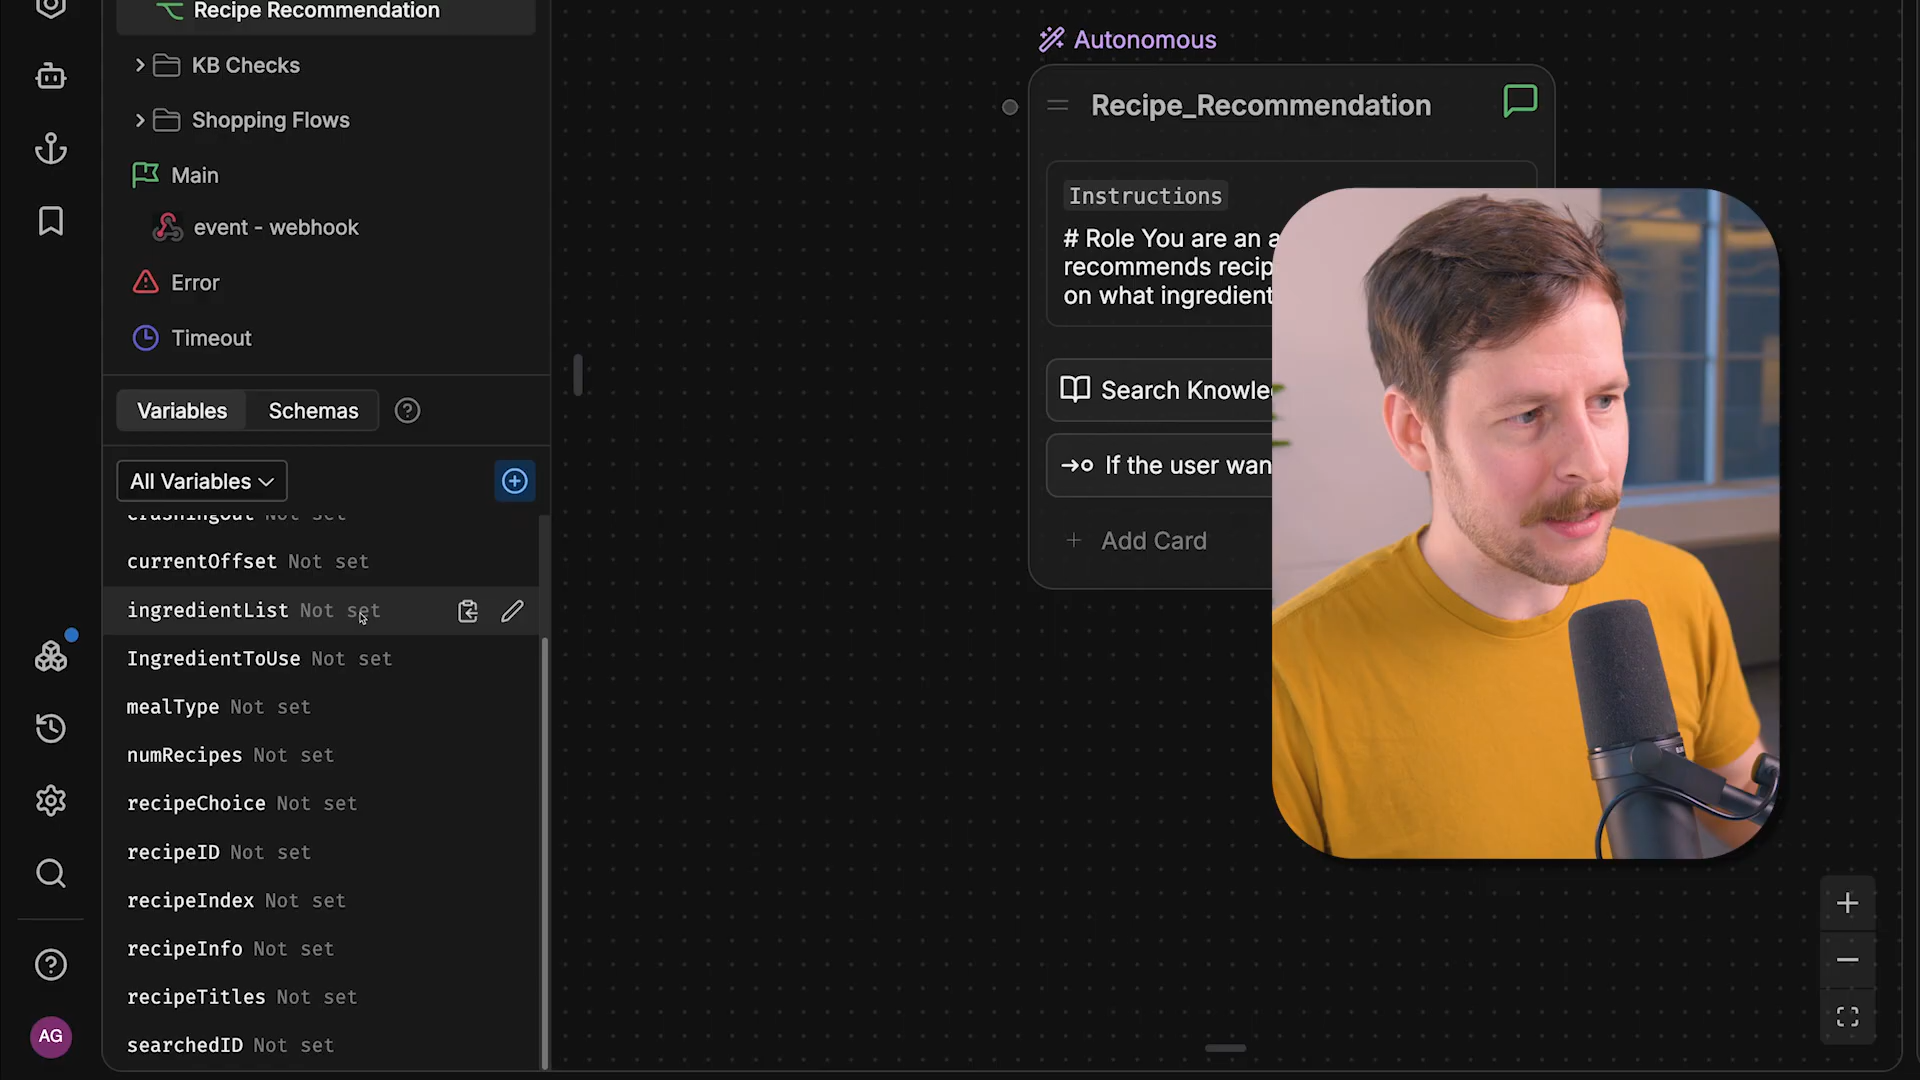 Recipe Recommendation
KB Checks
Shopping Flows
Main
event - webhook
Error
Timeout
Variables
Schemas
All Variables
crashingout Not set
currentOffset Not set
ingredientList Not set
IngredientToUse Not set
mealType Not set
numRecipes Not set
recipeChoice Not set
recipeID Not set
recipeIndex Not set
recipeInfo Not set
recipeTitles Not set
searchedID Not set
AG
Autonomous
Recipe_Recommendation
Instructions
# Role You are an a
recommends recip
on what ingredient
Search Knowle
If the user wan
Add Card